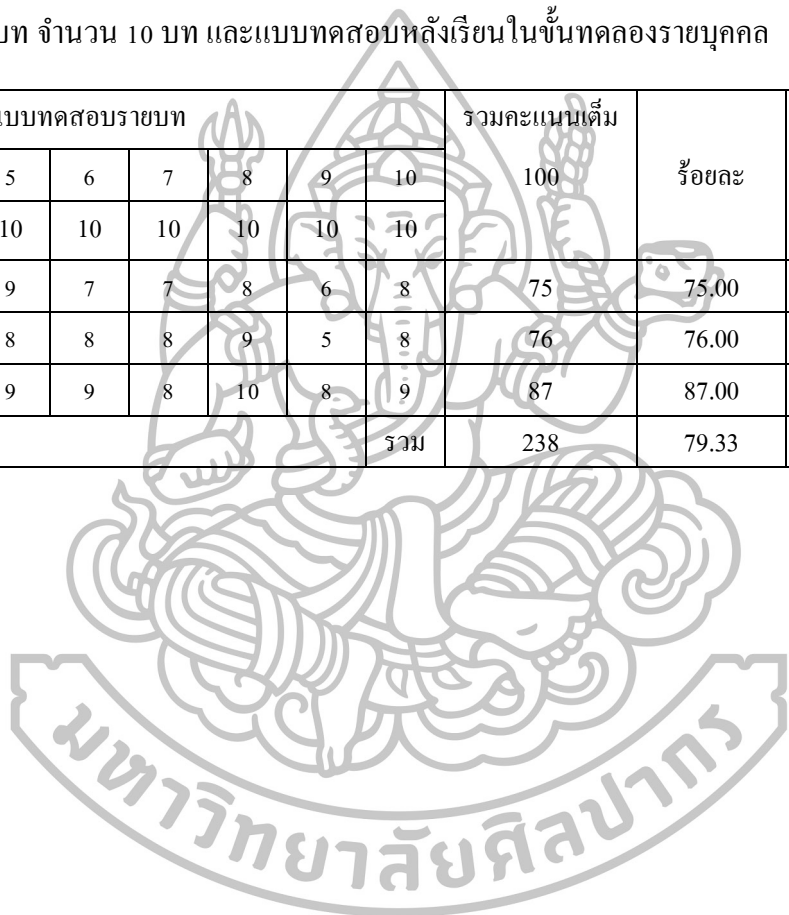 บท จำนวน 10 บท และแบบทดสอบหลังเรียนในขั้นทดลองรายบุคคล
แบบทดสอบรายบท รวมคะแนนเต็ม
5 6 7 8 9 10 100 ร้อยละ
10 10 10 10 10 10
9 7 7 8 6 8 75 75.00
8 8 8 9 5 8 76 76.00
9 9 8 10 8 9 87 87.00
รวม 238 79.33
มหาวิทยาลัยศิลปากร